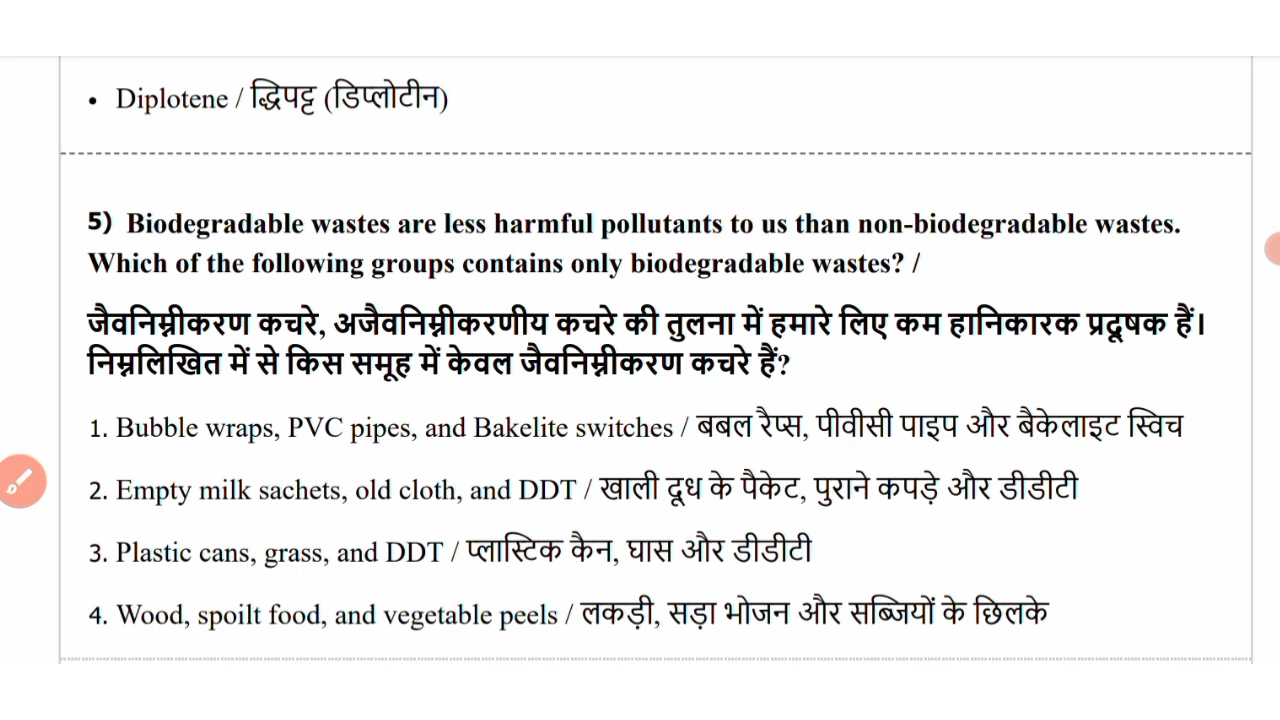 • Diplotene / द्विपट्ट (डिप्लोटीन)
5) Biodegradable wastes are less harmful pollutants to us than non-biodegradable wastes.
Which of the following groups contains only biodegradable wastes? /
जैवनिम्नीकरण कचरे, अजैवनिम्नीकरणीय कचरे की तुलना में हमारे लिए कम हानिकारक प्रदूषक हैं।
निम्नलिखित में से किस समूह में केवल जैवनिम्नीकरण कचरे हैं?
1. Bubble wraps, PVC pipes, and Bakelite switches / बबल रैप्स, पीवीसी पाइप और बैकेलाइट स्विच
2. Empty milk sachets, old cloth, and DDT / खाली दूध के पैकेट, पुराने कपड़े और डीडीटी
3. Plastic cans, grass, and DDT / प्लास्टिक कैन, घास और डीडीटी
4. Wood, spoilt food, and vegetable peels / लकड़ी, सड़ा भोजन और सब्जियों के छिलके